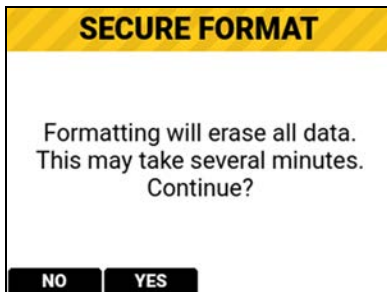 SECURE FORMAT
Formatting will erase all data.
This may take several minutes.
Continue?
NO YES